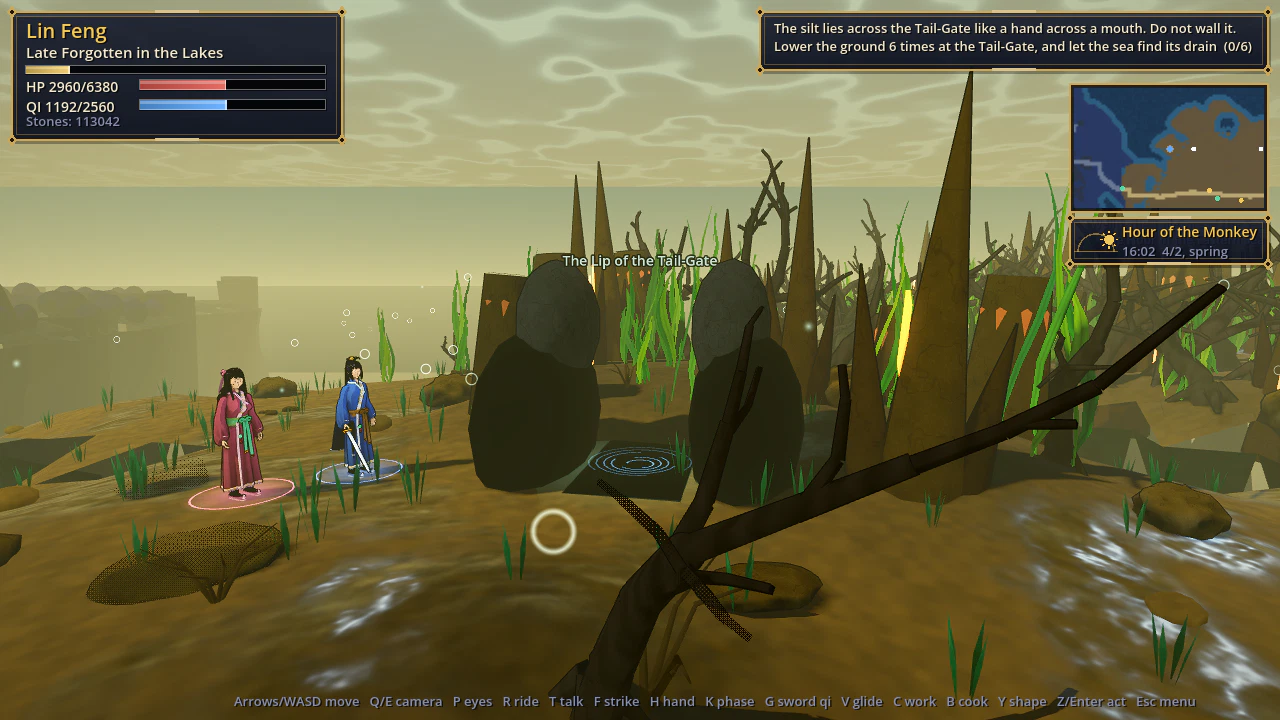 Lin Feng
Late Forgotten in the Lakes
HP 2960/6380
QI 1192/2560
Stones: 113042
The silt lies across the Tail-Gate like a hand across a mouth. Do not wall it.
Lower the ground 6 times at the Tail-Gate, and let the sea find its drain (0/6)
Hour of the Monkey
16:02 4/2, spring
The Lip of the Tail-Gate
Arrows/WASD move Q/E camera P eyes R ride T talk F strike H hand K phase G sword qi V glide C work B cook Y shape Z/Enter act Esc menu